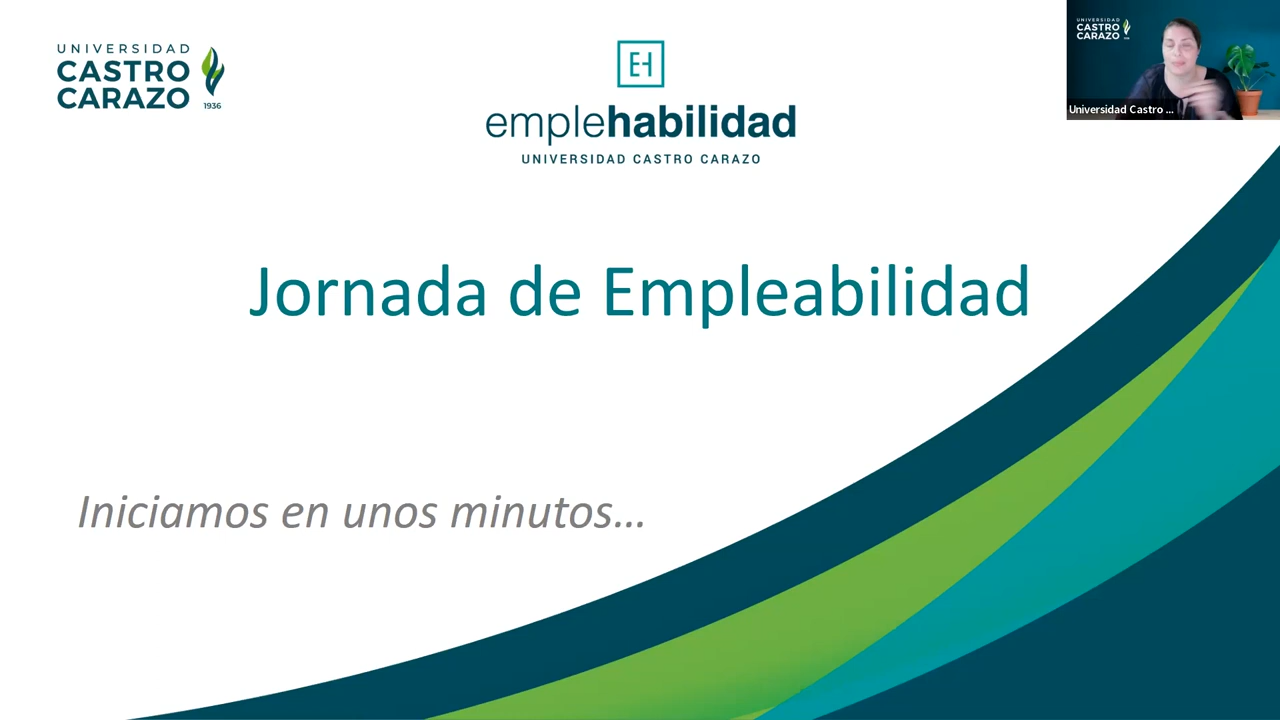 UNIVERSIDAD
CASTRO
CARAZO
1936
EH
emplehabilidad
UNIVERSIDAD CASTRO CARAZO
UNIVERSIDAD
CASTRO
CARAZO
Universidad Castro ...
Jornada de Empleabilidad
Iniciamos en unos minutos...